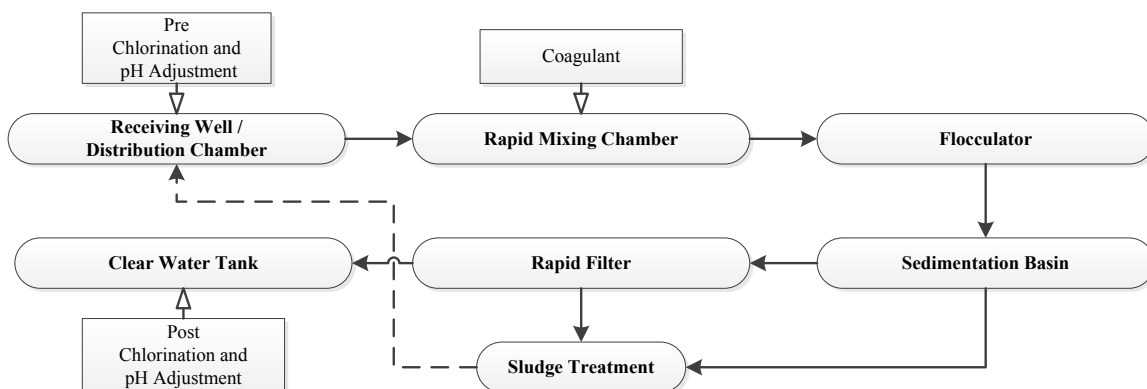 Pre
Chlorination and
pH Adjustment
Coagulant
Receiving Well /
Distribution Chamber
Rapid Mixing Chamber
Flocculator
Clear Water Tank
Rapid Filter
Sedimentation Basin
Post
Chlorination and
pH Adjustment
Sludge Treatment